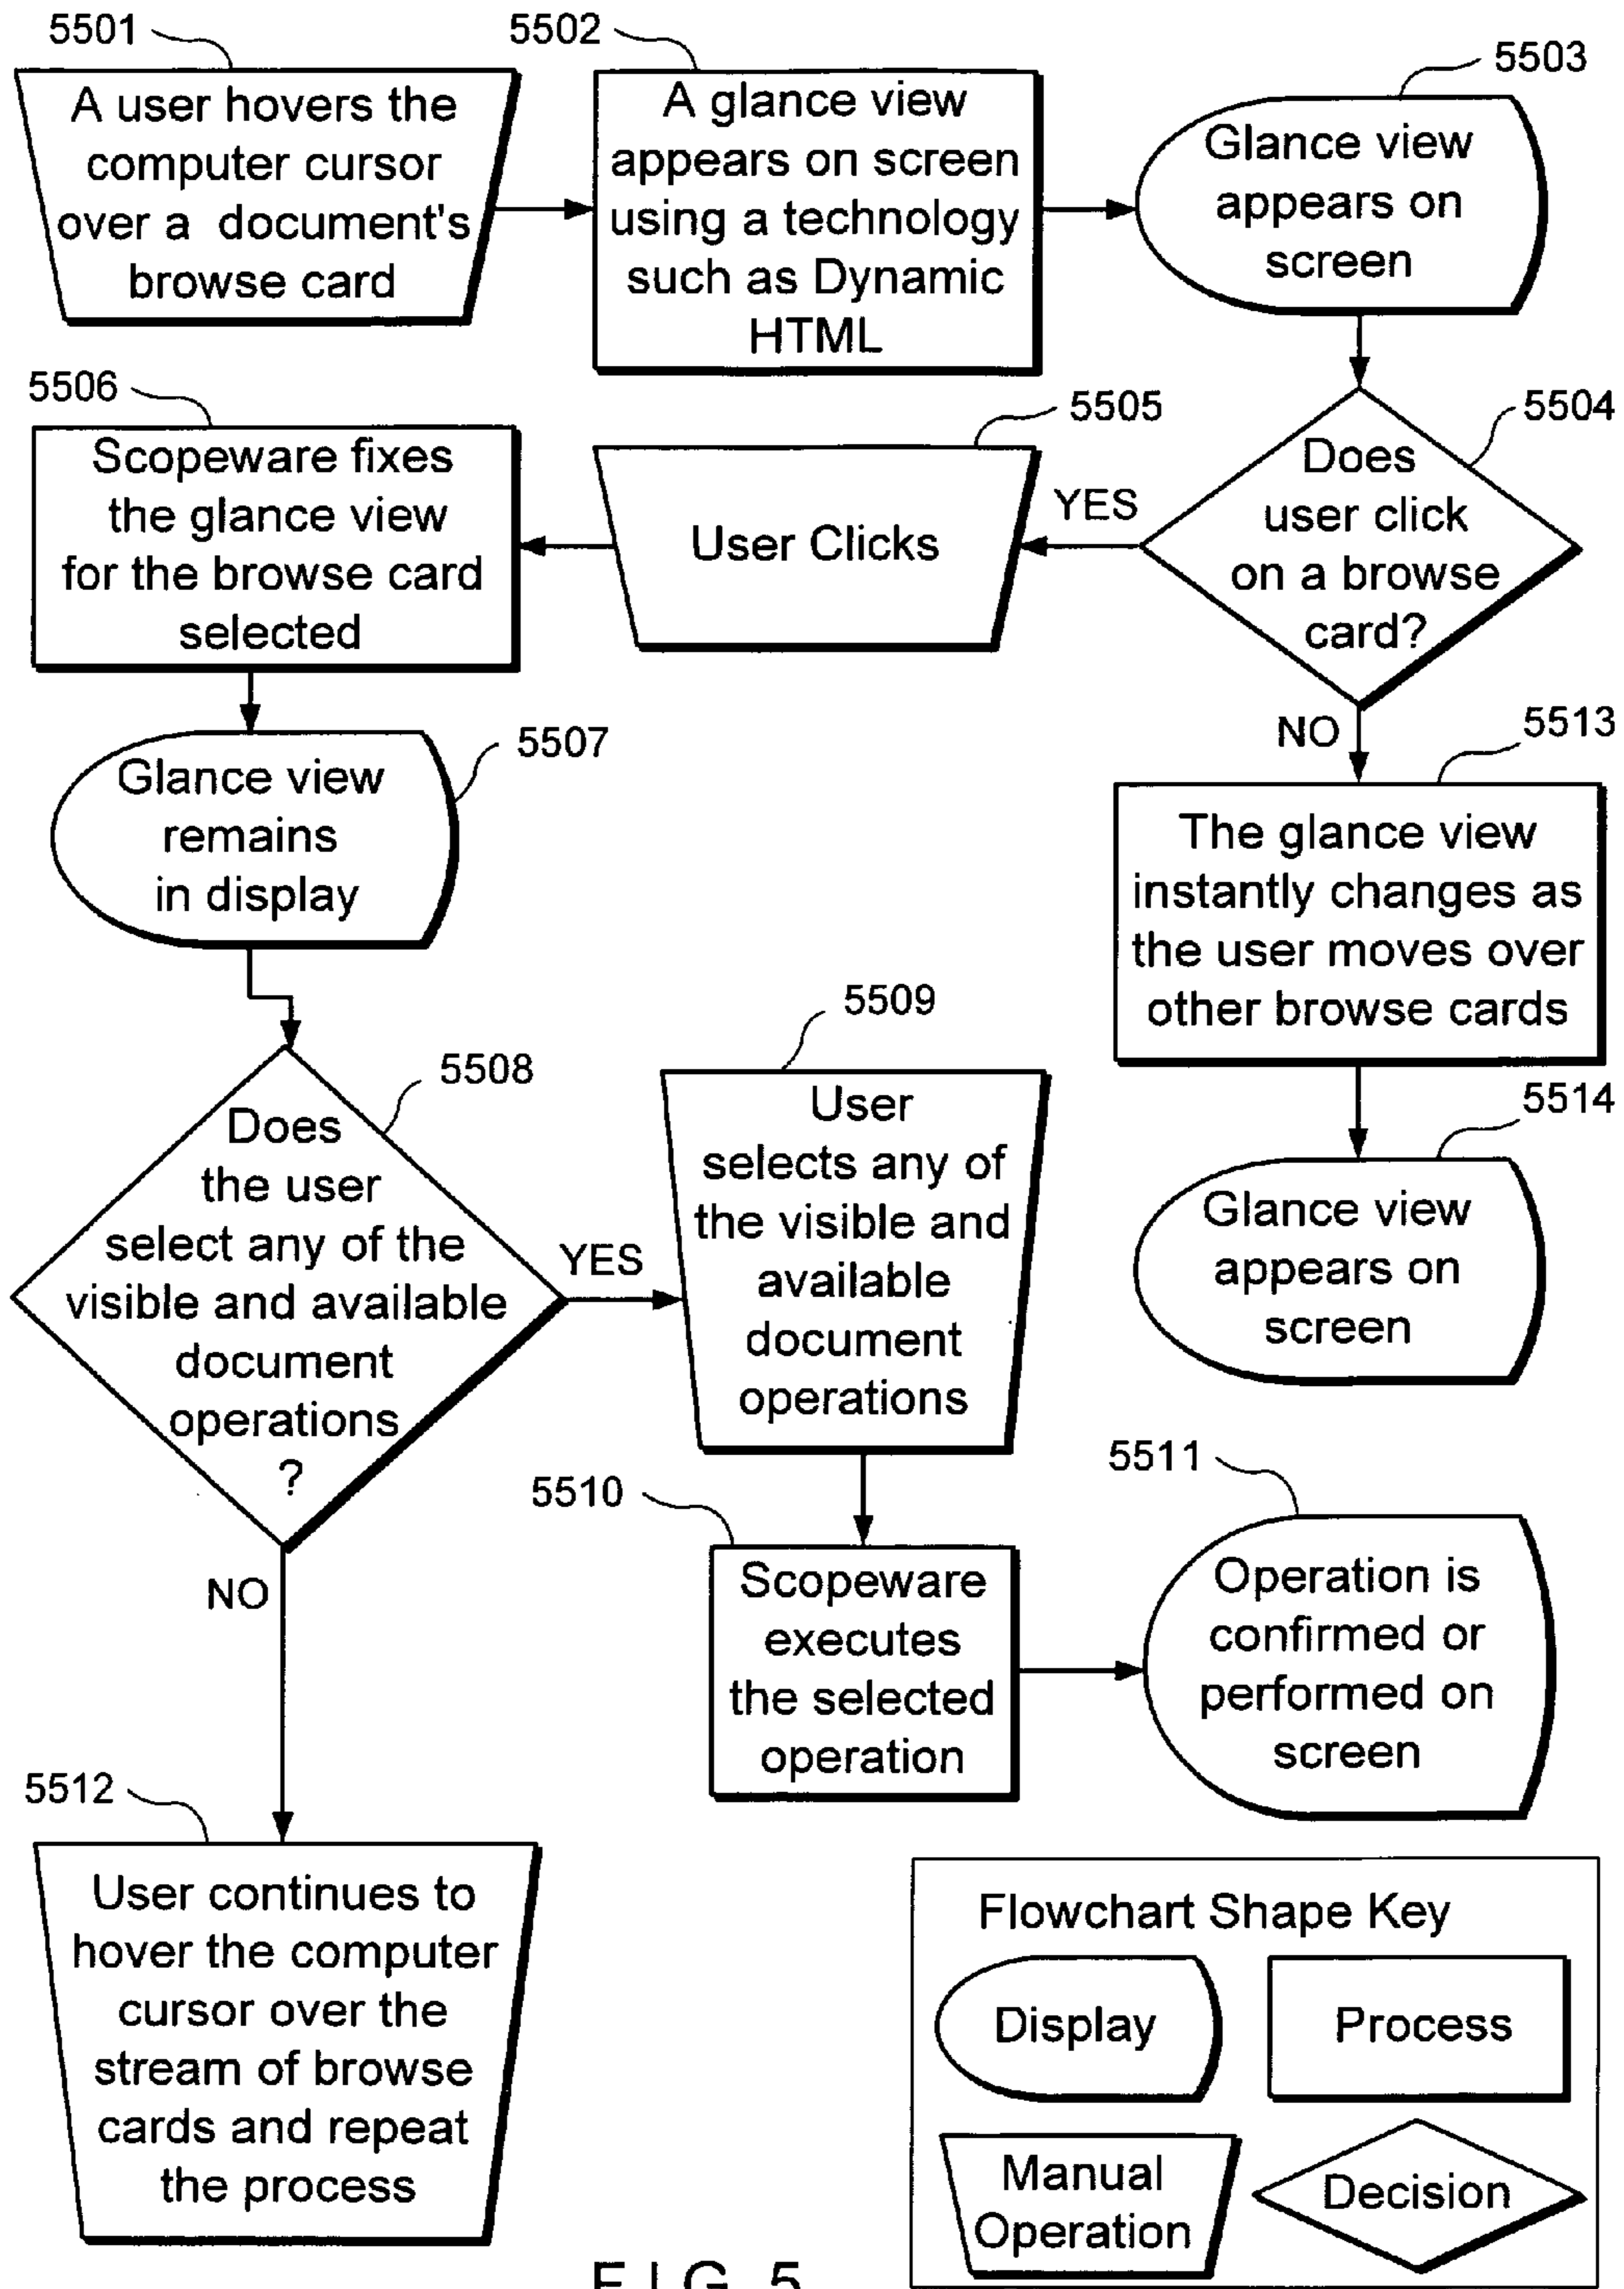 5501
A user hovers the
computer cursor
over a document's
browse card
5502
A glance view
appears on screen
using a technology
such as Dynamic
HTML
5503
Glance view
appears on
screen
5504
Does
user click
on a browse
card?
YES
NO
5505
User Clicks
5506
Scopeware fixes
the glance view
for the browse card
selected
5507
Glance view
remains
in display
5508
Does
the user
select any of the
visible and available
document
operations
?
YES
NO
5509
User
selects any of
the visible and
available
document
operations
5510
Scopeware
executes
the selected
operation
5511
Operation is
confirmed or
performed on
screen
5512
User continues to
hover the computer
cursor over the
stream of browse
cards and repeat
the process
5513
The glance view
instantly changes as
the user moves over
other browse cards
5514
Glance view
appears on
screen
Flowchart Shape Key
Display
Process
Manual
Operation
Decision
FIG. 5